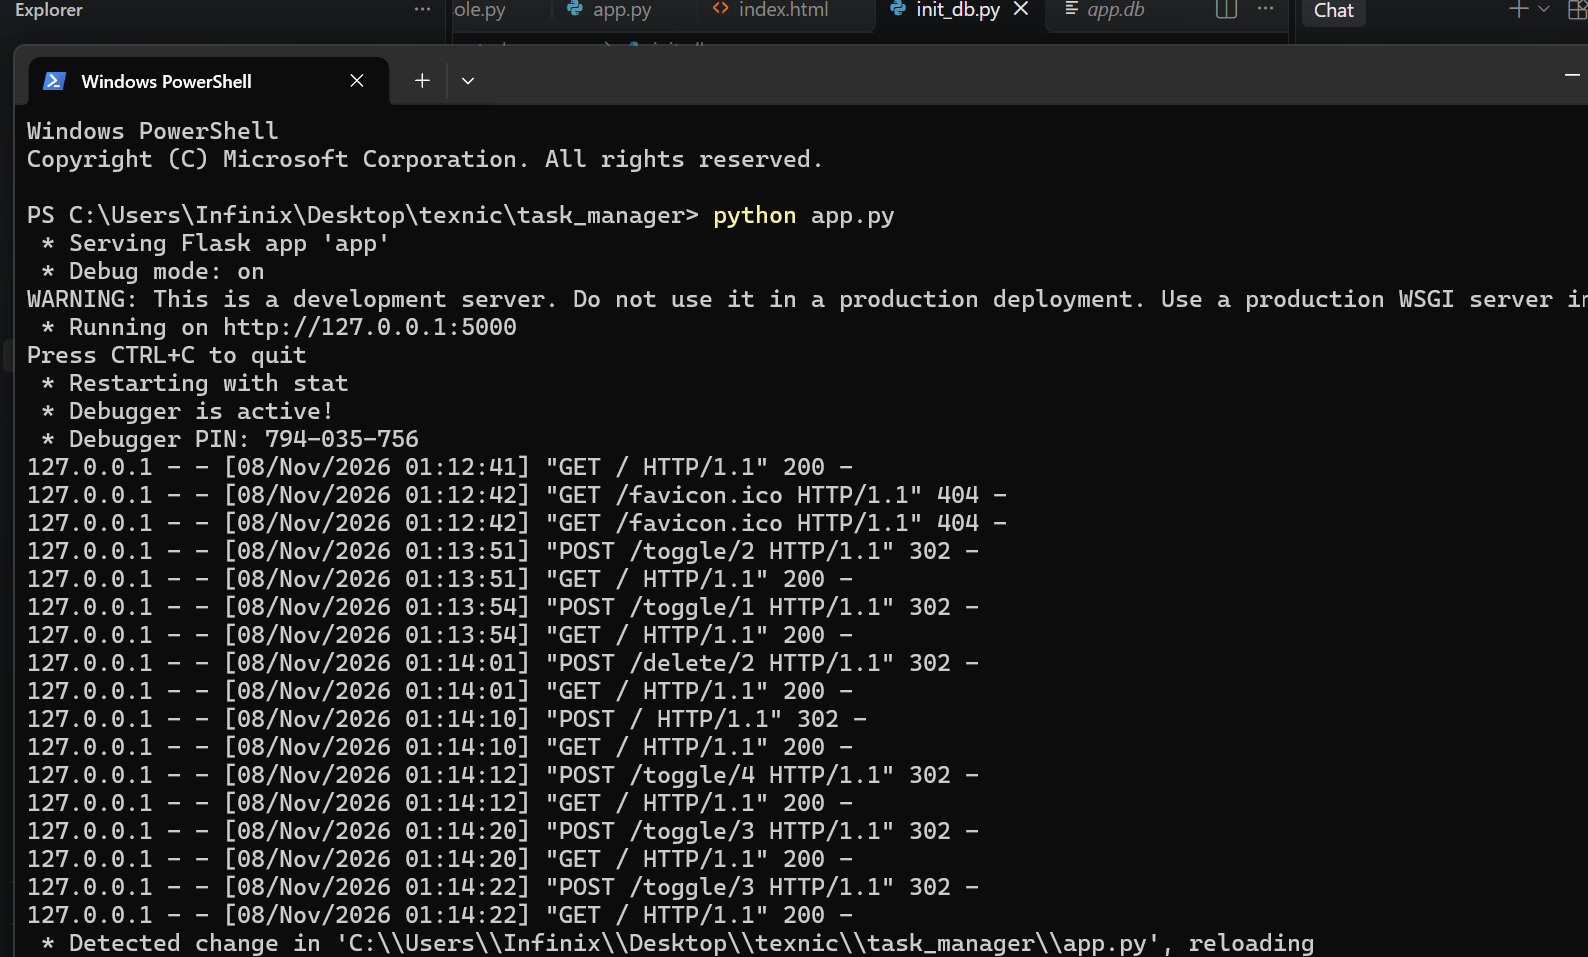 Explorer ··· ole.py app.py <> index.html init_db.py app.db ··· Chat
Windows PowerShell
Windows PowerShell
Copyright (C) Microsoft Corporation. All rights reserved.
PS C:\Users\Infinix\Desktop\texnic\task_manager> python app.py
 * Serving Flask app 'app'
 * Debug mode: on
WARNING: This is a development server. Do not use it in a production deployment. Use a production WSGI server in
 * Running on http://127.0.0.1:5000
Press CTRL+C to quit
 * Restarting with stat
 * Debugger is active!
 * Debugger PIN: 794-035-756
127.0.0.1 - - [08/Nov/2026 01:12:41] "GET / HTTP/1.1" 200 -
127.0.0.1 - - [08/Nov/2026 01:12:42] "GET /favicon.ico HTTP/1.1" 404 -
127.0.0.1 - - [08/Nov/2026 01:12:42] "GET /favicon.ico HTTP/1.1" 404 -
127.0.0.1 - - [08/Nov/2026 01:13:51] "POST /toggle/2 HTTP/1.1" 302 -
127.0.0.1 - - [08/Nov/2026 01:13:51] "GET / HTTP/1.1" 200 -
127.0.0.1 - - [08/Nov/2026 01:13:54] "POST /toggle/1 HTTP/1.1" 302 -
127.0.0.1 - - [08/Nov/2026 01:13:54] "GET / HTTP/1.1" 200 -
127.0.0.1 - - [08/Nov/2026 01:14:01] "POST /delete/2 HTTP/1.1" 302 -
127.0.0.1 - - [08/Nov/2026 01:14:01] "GET / HTTP/1.1" 200 -
127.0.0.1 - - [08/Nov/2026 01:14:10] "POST / HTTP/1.1" 302 -
127.0.0.1 - - [08/Nov/2026 01:14:10] "GET / HTTP/1.1" 200 -
127.0.0.1 - - [08/Nov/2026 01:14:12] "POST /toggle/4 HTTP/1.1" 302 -
127.0.0.1 - - [08/Nov/2026 01:14:12] "GET / HTTP/1.1" 200 -
127.0.0.1 - - [08/Nov/2026 01:14:20] "POST /toggle/3 HTTP/1.1" 302 -
127.0.0.1 - - [08/Nov/2026 01:14:20] "GET / HTTP/1.1" 200 -
127.0.0.1 - - [08/Nov/2026 01:14:22] "POST /toggle/3 HTTP/1.1" 302 -
127.0.0.1 - - [08/Nov/2026 01:14:22] "GET / HTTP/1.1" 200 -
 * Detected change in 'C:\\Users\\Infinix\\Desktop\\texnic\\task_manager\\app.py', reloading